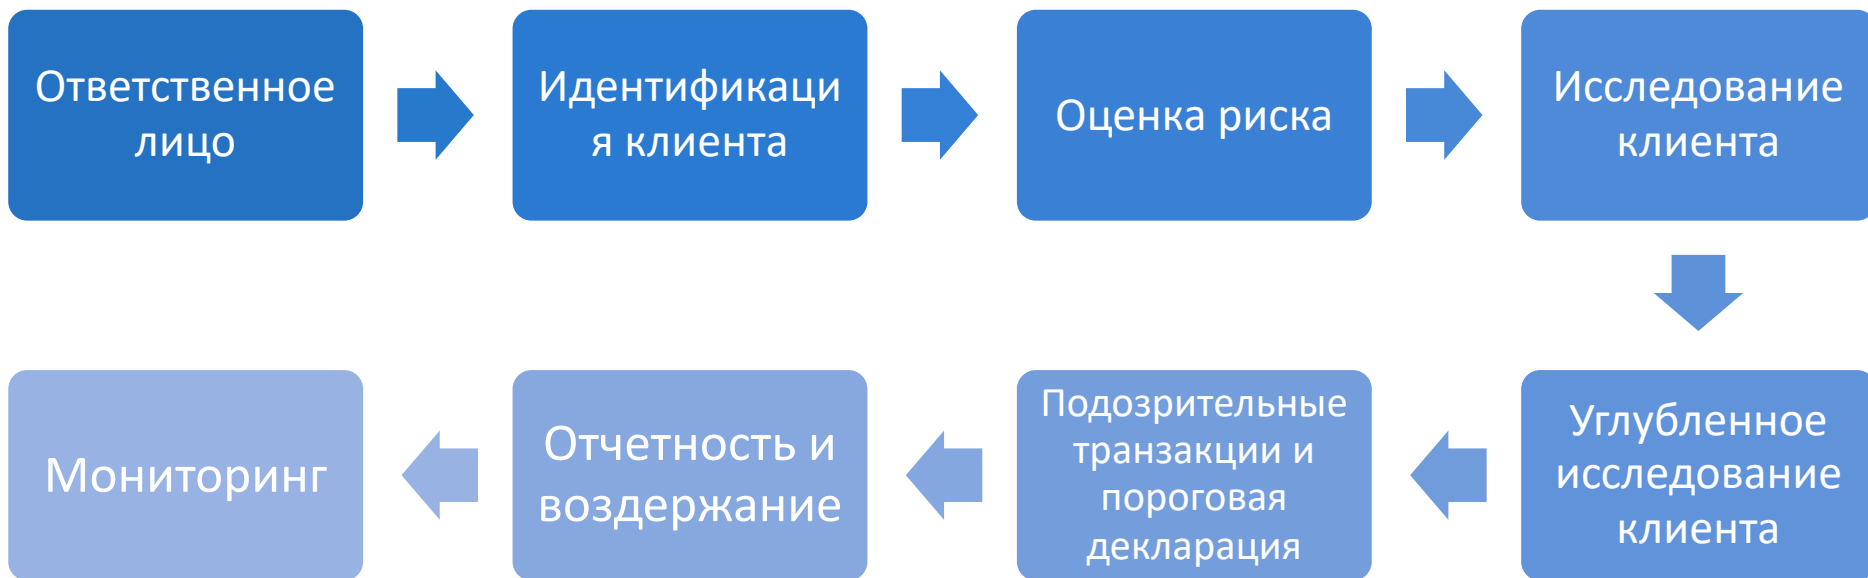 Ответственное
лицо
Идентификаци
я клиента
Оценка риска
Исследование
клиента
Углубленное
исследование
клиента
Подозрительные
транзакции и
пороговая
декларация
Отчетность и
воздержание
Мониторинг